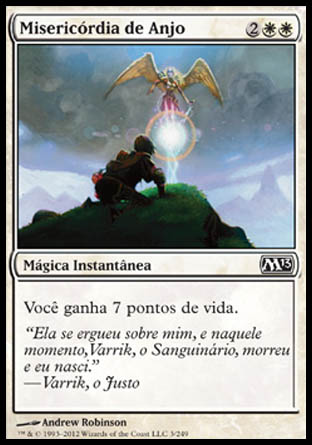 Misericórdia de Anjo 2
Mágica Instantânea M13
Você ganha 7 pontos de vida.
"Ela se ergueu sobre mim, e naquele
momento,Varrik, o Sanguinário, morreu
e eu nasci."
—Varrik, o Justo
Andrew Robinson
™ & © 1993–2012 Wizards of the Coast LLC 3/249